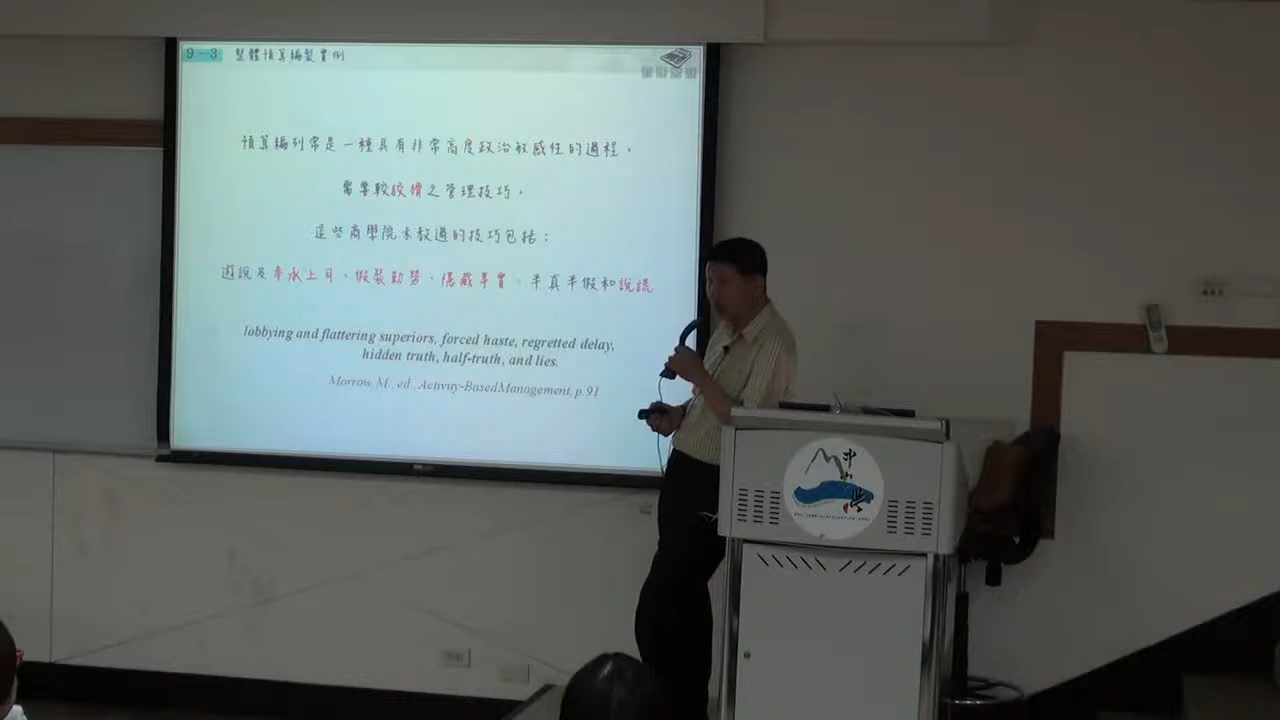 9-3 整體預算編製實例
預算編列常是一種具有非常高度政治敏感性的過程。
需要較狡猾之管理技巧。
這些商學院未教過的技巧包括：
遊說及奉承上司、假裝勤勞、隱藏事實、半真半假和說謊
lobbying and flattering superiors, forced haste, regretted delay,
hidden truth, half-truth, and lies.
Morrow, M., ed., Activity-Based Management, p. 91
中山